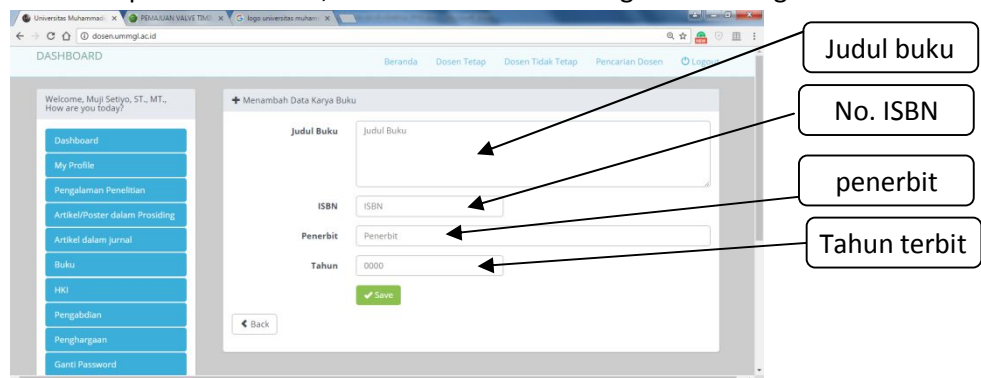 Universitas Muhammadi
PEMAJUAN VALVE TIMI
logo universitas muham
dosen.ummgl.ac.id
DASHBOARD
Beranda Dosen Tetap Dosen Tidak Tetap Pencarian Dosen Logout
Welcome, Muji Setiyo, ST., MT.,
How are you today?
Dashboard
My Profile
Pengalaman Penelitian
Artikel/Poster dalam Prosiding
Artikel dalam jurnal
Buku
HKI
Pengabdian
Penghargaan
Ganti Password
Menambah Data Karya Buku
Judul Buku Judul Buku
ISBN ISBN
Penerbit Penerbit
Tahun 0000
Save
Back
Judul buku
No. ISBN
penerbit
Tahun terbit